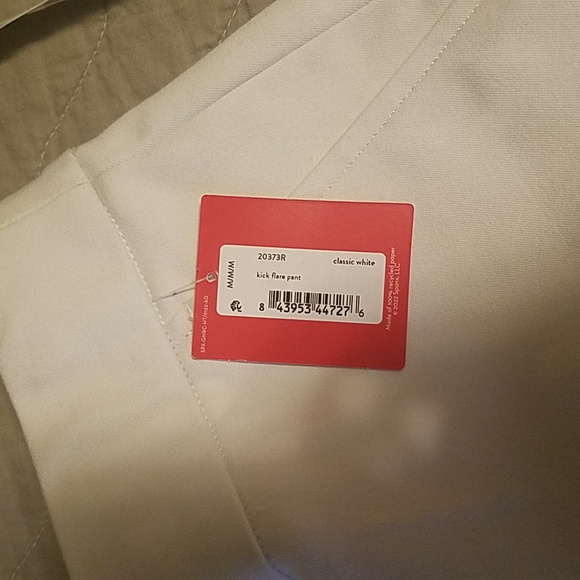 20373R
classic white
M/M/M
kick flare pant
8 43953 44727 6
Made of 100% recycled paper
© 2022 Spanx, LLC